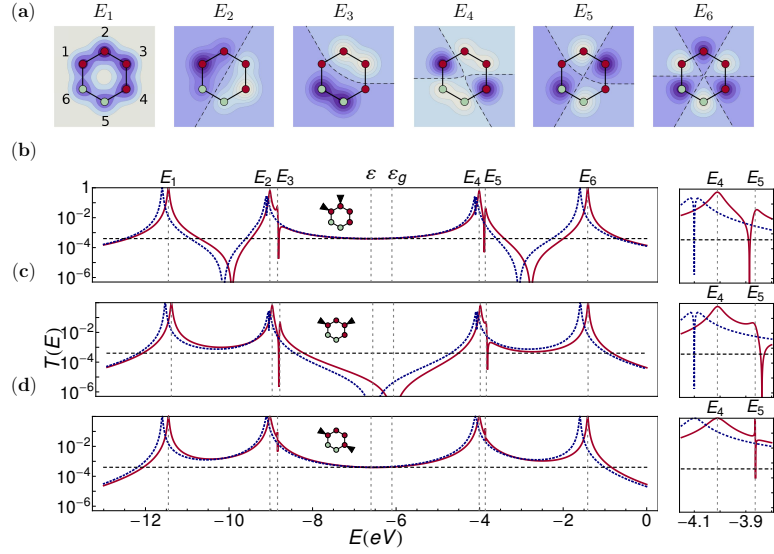 (a) E1 E2 E3 E4 E5 E6
2
1 3
6 4
5
(b)
E1 E2 E3 ε εg E4 E5 E6 E4 E5
1
10⁻²
10⁻⁴
10⁻⁶
(c)
E4 E5
10⁻²
10⁻⁴
10⁻⁶
T(E)
(d)
E4 E5
10⁻²
10⁻⁴
10⁻⁶
−12 −10 −8 −6 −4 −2 0 −4.1 −3.9
E(eV)